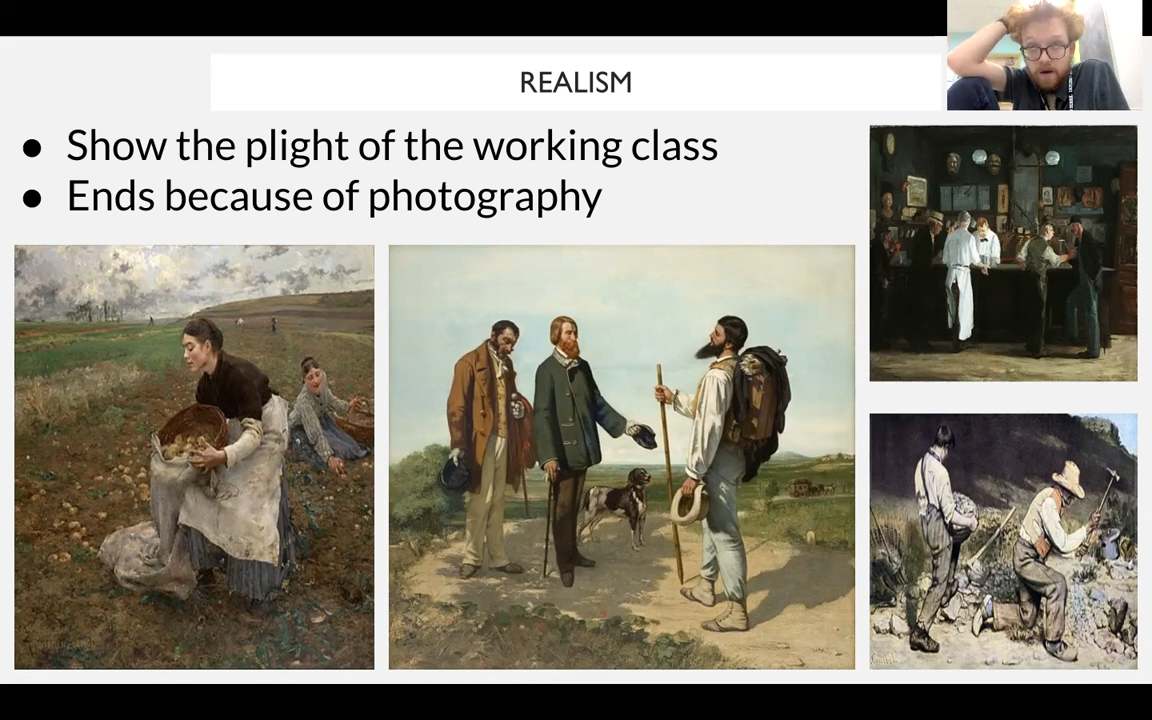 REALISM
● Show the plight of the working class
● Ends because of photography